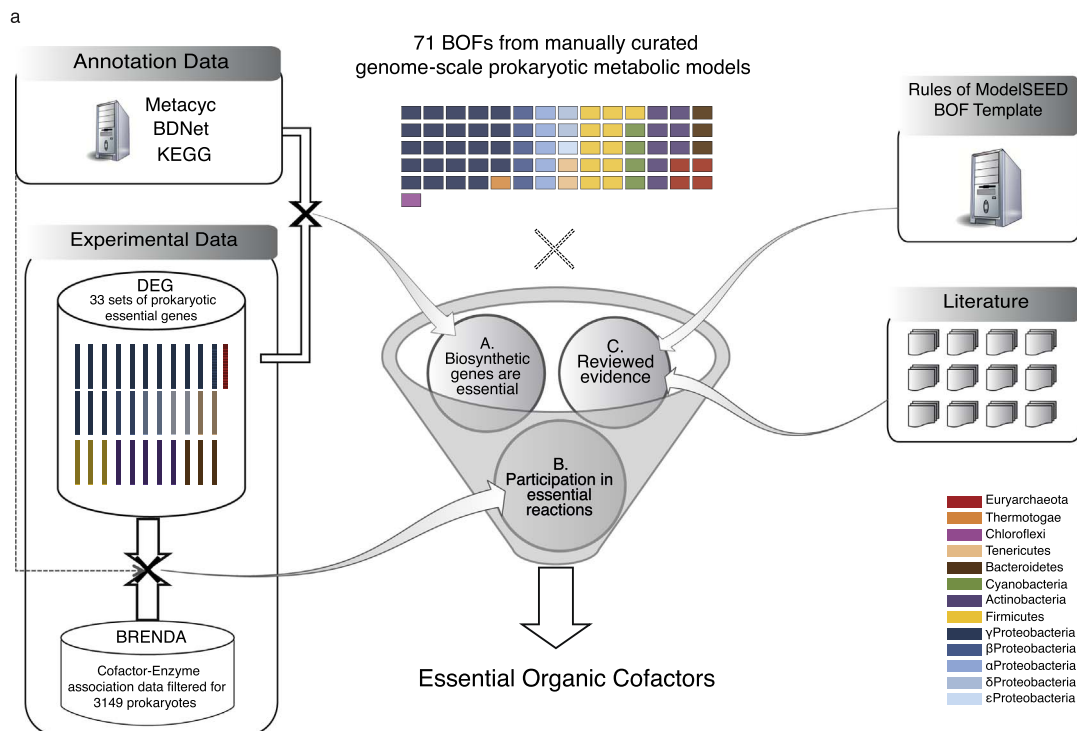 a
Annotation Data
Metacyc
BDNet
KEGG
Experimental Data
DEG
33 sets of prokaryotic
essential genes
BRENDA
Cofactor-Enzyme
association data filtered for
3149 prokaryotes
71 BOFs from manually curated
genome-scale prokaryotic metabolic models
A.
Biosynthetic
genes are
essential
C.
Reviewed
evidence
B.
Participation in
essential
reactions
Essential Organic Cofactors
Rules of ModelSEED
BOF Template
Literature
Euryarchaeota
Thermotogae
Chloroflexi
Tenericutes
Bacteroidetes
Cyanobacteria
Actinobacteria
Firmicutes
γProteobacteria
βProteobacteria
αProteobacteria
δProteobacteria
εProteobacteria